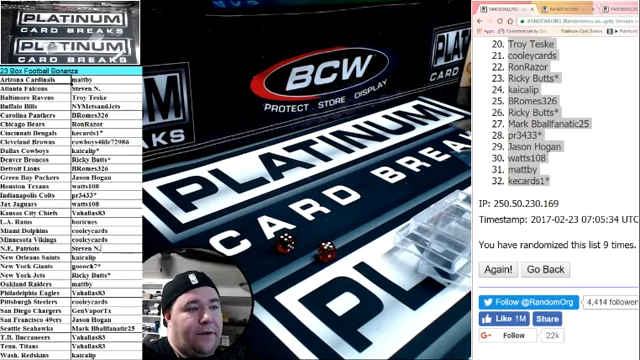 PLATINUM
CARD BREAKS
PLATINUM
CARD BREAKS
23 Box Football Bonanza
Arizona Cardinals mattby
Atlanta Falcons Steven N.
Baltimore Ravens Troy Teske
Buffalo Bills NYMetsandJets
Carolina Panthers BRomes326
Chicago Bears RonRazor
Cincinnati Bengals kecards1*
Cleveland Browns cowboys4life72986
Dallas Cowboys kaicalip*
Denver Broncos Ricky Butts*
Detroit Lions BRomes326
Green Bay Packers Jason Hogan
Houston Texans watts108
Indianapolis Colts pr3433*
Jax Jaguars watts108
Kansas City Chiefs Vahallas83
L.A. Rams boricues
Miami Dolphins cooleycards
Minnesota Vikings cooleycards
N.E. Patriots Steven N.
New Orleans Saints kaicalip
New York Giants goooch7*
New York Jets Ricky Butts*
Oakland Raiders mattby
Philadelphia Eagles Vahallas83
Pittsburgh Steelers cooleycards
San Diego Chargers GenVaporTx
San Francisco 49ers Jason Hogan
Seattle Seahawks Mark Bballfanatic25
T.B. Buccaneers Vahallas83
Tenn. Titans Vahallas83
Wash. Redskins kaicalip
BCW
PROTECT . STORE . DISPLAY
PLATINUM
CARD BREA
PL
CARD
AKS
20. Troy Teske
21. cooleycards
22. RonRazor
23. Ricky Butts*
24. kaicalip
25. BRomes326
26. Ricky Butts*
27. Mark Bballfanatic25
28. pr3433*
29. Jason Hogan
30. watts108
31. mattby
32. kecards1*
IP: 250.50.230.169
Timestamp: 2017-02-23 07:05:34 UTC
You have randomized this list 9 times.
Again! Go Back
Follow @RandomOrg 4,414 followers
Like 1M Share
Follow 22k